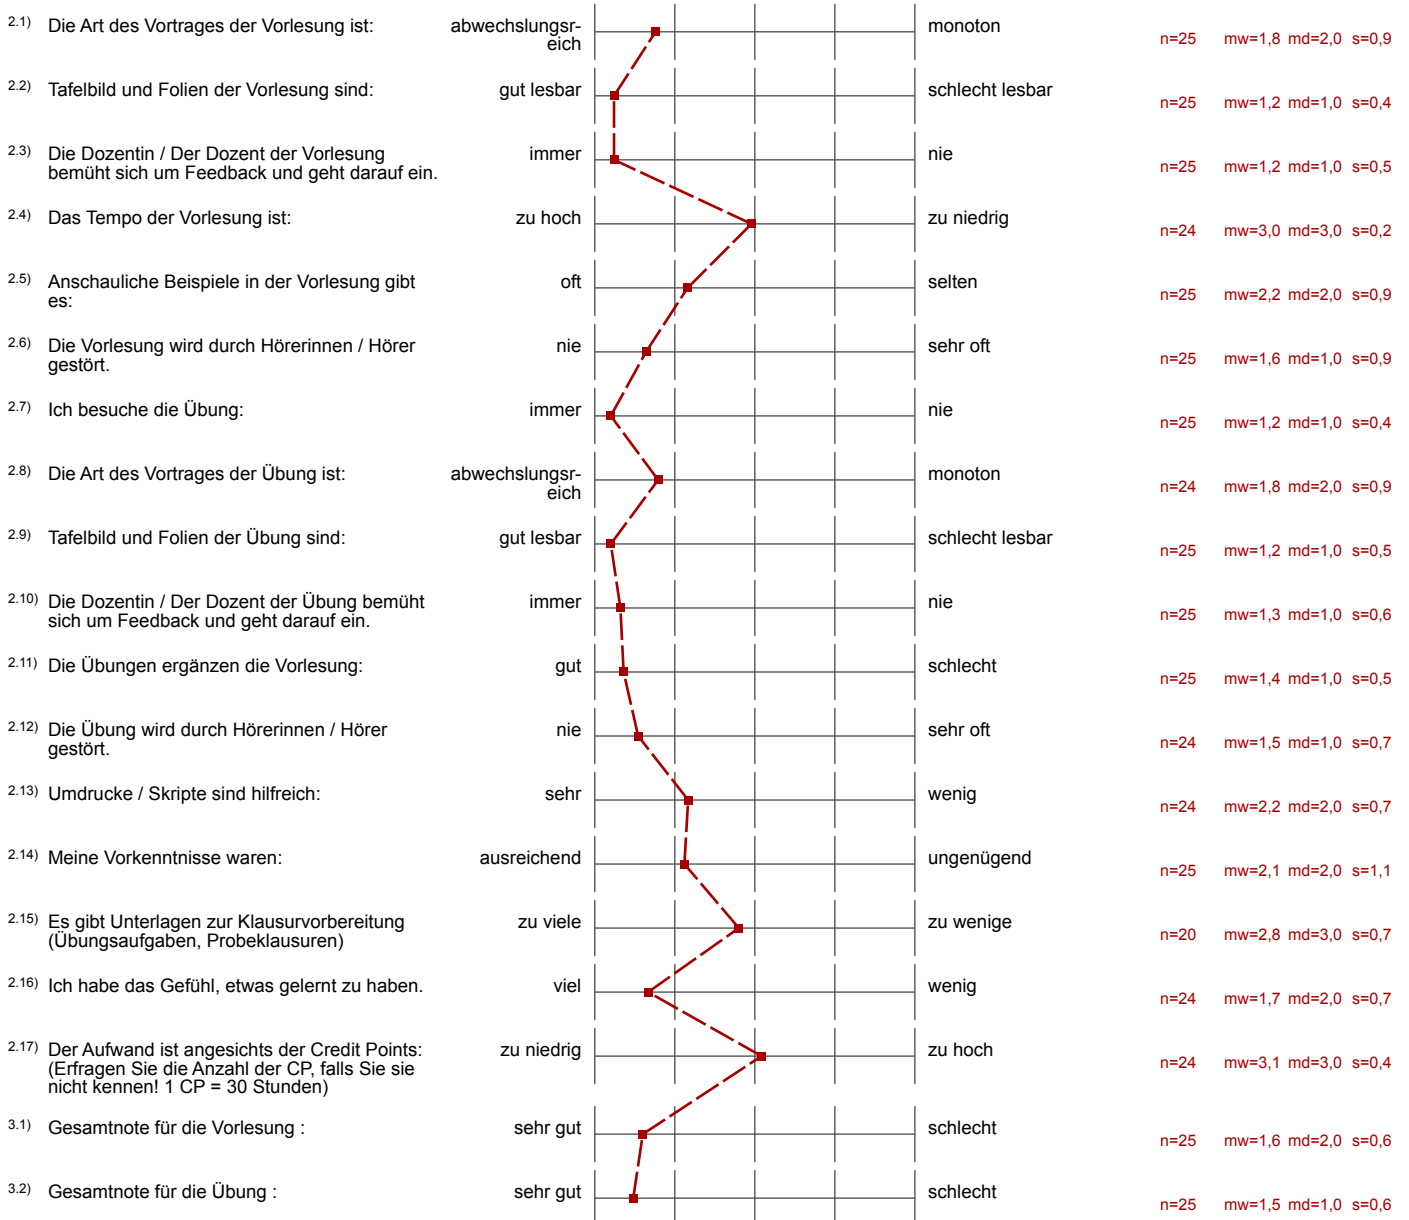 2.1) Die Art des Vortrages der Vorlesung ist: abwechslungsr- monoton
eich
n=25 mw=1,8 md=2,0 s=0,9
2.2) Tafelbild und Folien der Vorlesung sind: gut lesbar schlecht lesbar
n=25 mw=1,2 md=1,0 s=0,4
2.3) Die Dozentin / Der Dozent der Vorlesung immer nie
bemüht sich um Feedback und geht darauf ein.
n=25 mw=1,2 md=1,0 s=0,5
2.4) Das Tempo der Vorlesung ist: zu hoch zu niedrig
n=24 mw=3,0 md=3,0 s=0,2
2.5) Anschauliche Beispiele in der Vorlesung gibt oft selten
es:
n=25 mw=2,2 md=2,0 s=0,9
2.6) Die Vorlesung wird durch Hörerinnen / Hörer nie sehr oft
gestört.
n=25 mw=1,6 md=1,0 s=0,9
2.7) Ich besuche die Übung: immer nie
n=25 mw=1,2 md=1,0 s=0,4
2.8) Die Art des Vortrages der Übung ist: abwechslungsr- monoton
eich
n=24 mw=1,8 md=2,0 s=0,9
2.9) Tafelbild und Folien der Übung sind: gut lesbar schlecht lesbar
n=25 mw=1,2 md=1,0 s=0,5
2.10) Die Dozentin / Der Dozent der Übung bemüht immer nie
sich um Feedback und geht darauf ein.
n=25 mw=1,3 md=1,0 s=0,6
2.11) Die Übungen ergänzen die Vorlesung: gut schlecht
n=25 mw=1,4 md=1,0 s=0,5
2.12) Die Übung wird durch Hörerinnen / Hörer nie sehr oft
gestört.
n=24 mw=1,5 md=1,0 s=0,7
2.13) Umdrucke / Skripte sind hilfreich: sehr wenig
n=24 mw=2,2 md=2,0 s=0,7
2.14) Meine Vorkenntnisse waren: ausreichend ungenügend
n=25 mw=2,1 md=2,0 s=1,1
2.15) Es gibt Unterlagen zur Klausurvorbereitung zu viele zu wenige
(Übungsaufgaben, Probeklausuren)
n=20 mw=2,8 md=3,0 s=0,7
2.16) Ich habe das Gefühl, etwas gelernt zu haben. viel wenig
n=24 mw=1,7 md=2,0 s=0,7
2.17) Der Aufwand ist angesichts der Credit Points: zu niedrig zu hoch
(Erfragen Sie die Anzahl der CP, falls Sie sie
nicht kennen! 1 CP = 30 Stunden)
n=24 mw=3,1 md=3,0 s=0,4
3.1) Gesamtnote für die Vorlesung : sehr gut schlecht
n=25 mw=1,6 md=2,0 s=0,6
3.2) Gesamtnote für die Übung : sehr gut schlecht
n=25 mw=1,5 md=1,0 s=0,6